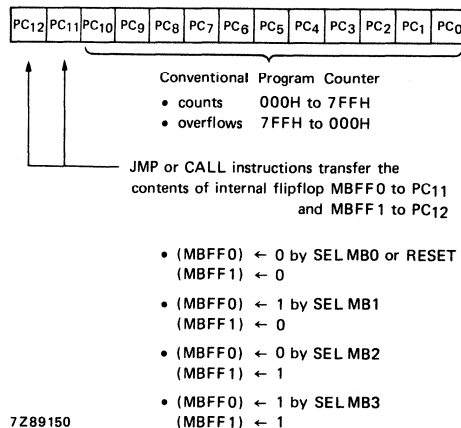 PC12 PC11 PC10 PC9 PC8 PC7 PC6 PC5 PC4 PC3 PC2 PC1 PC0
Conventional Program Counter
• counts 000H to 7FFH
• overflows 7FFH to 000H
JMP or CALL instructions transfer the
contents of internal flipflop MBFF0 to PC11
and MBFF1 to PC12
• (MBFF0) ← 0 by SEL MB0 or RESET
(MBFF1) ← 0
• (MBFF0) ← 1 by SEL MB1
(MBFF1) ← 0
• (MBFF0) ← 0 by SEL MB2
(MBFF1) ← 1
• (MBFF0) ← 1 by SEL MB3
(MBFF1) ← 1
7Z89150